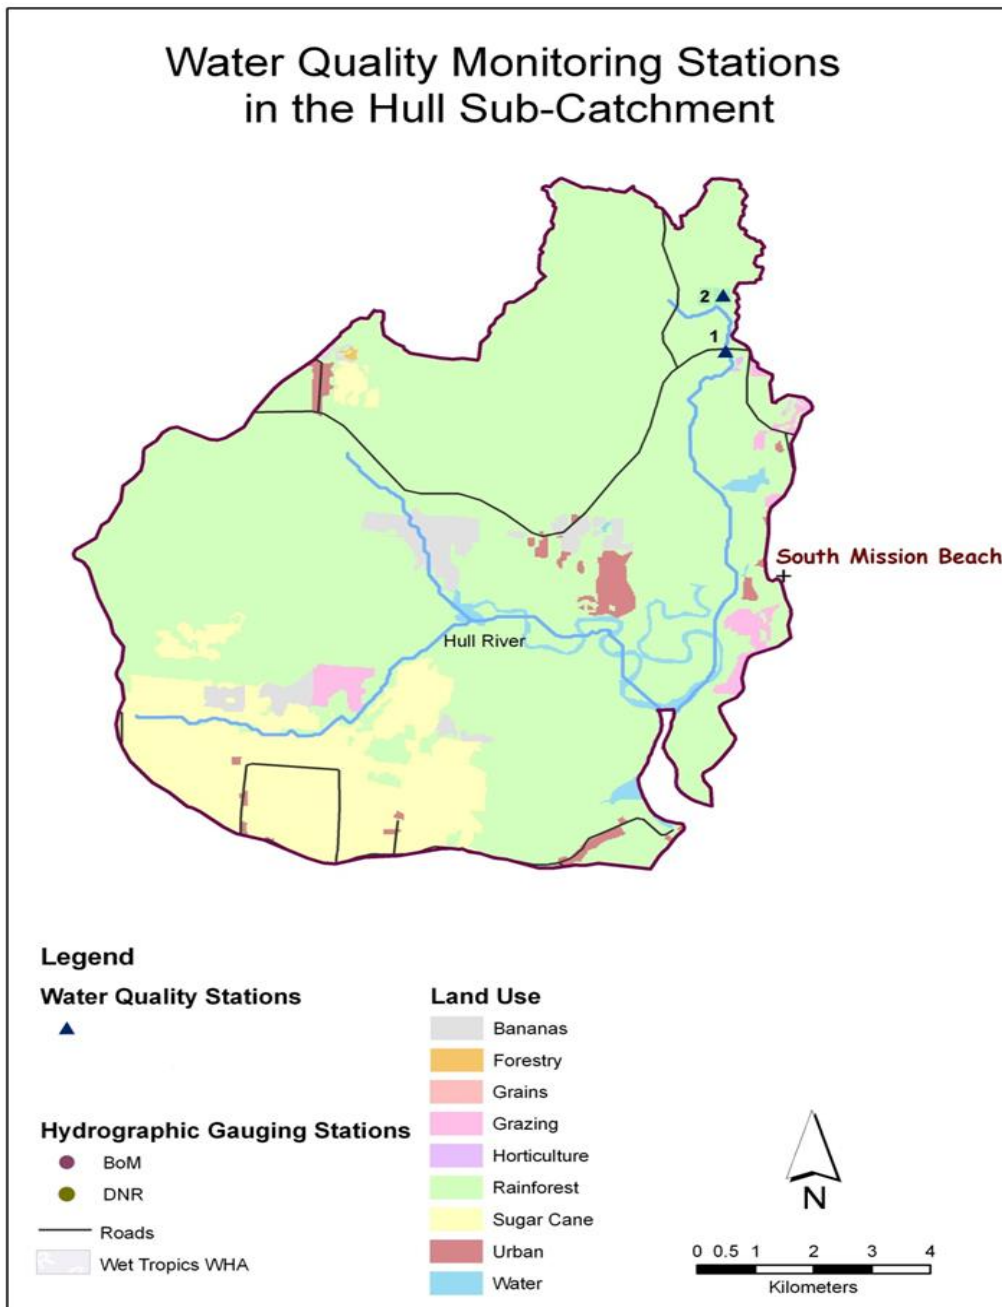 Water Quality Monitoring Stations
in the Hull Sub-Catchment
2
1
South Mission Beach
Hull River
Legend
Water Quality Stations
Hydrographic Gauging Stations
BoM
DNR
Roads
Wet Tropics WHA
Land Use
Bananas
Forestry
Grains
Grazing
Horticulture
Rainforest
Sugar Cane
Urban
Water
N
0 0.5 1 2 3 4
Kilometers